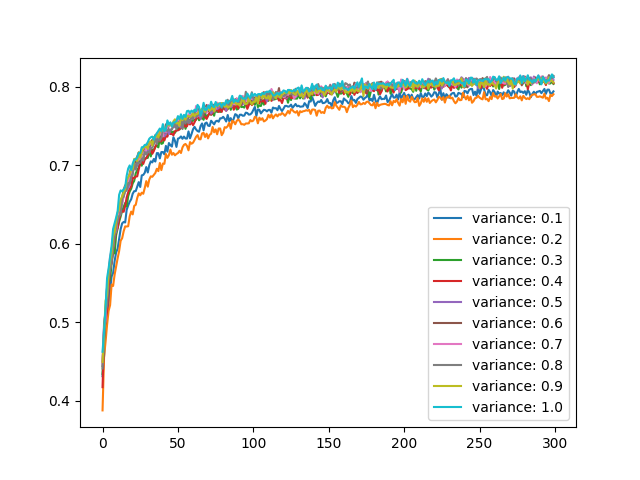 0.8
0.7
0.6
0.5
0.4
0 50 100 150 200 250 300
variance: 0.1
variance: 0.2
variance: 0.3
variance: 0.4
variance: 0.5
variance: 0.6
variance: 0.7
variance: 0.8
variance: 0.9
variance: 1.0